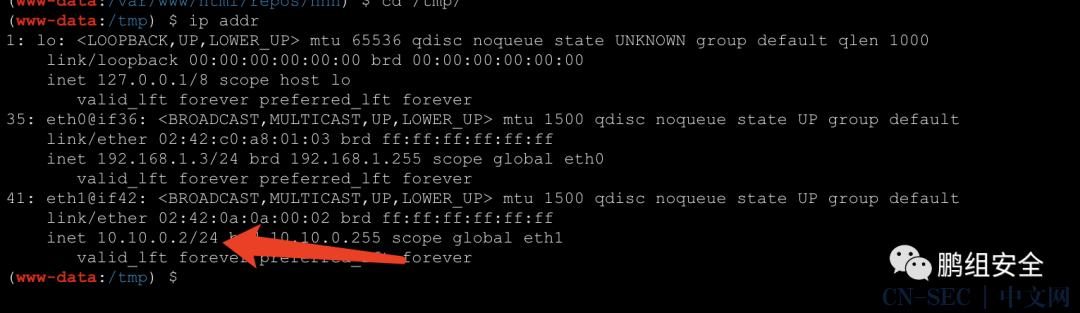 (www-data:/var/www/html/repos/nnn) $ cd /tmp/
(www-data:/tmp) $ ip addr
1: lo: <LOOPBACK,UP,LOWER_UP> mtu 65536 qdisc noqueue state UNKNOWN group default qlen 1000
link/loopback 00:00:00:00:00:00 brd 00:00:00:00:00:00
inet 127.0.0.1/8 scope host lo
valid_lft forever preferred_lft forever
35: eth0@if36: <BROADCAST,MULTICAST,UP,LOWER_UP> mtu 1500 qdisc noqueue state UP group default
link/ether 02:42:c0:a8:01:03 brd ff:ff:ff:ff:ff:ff
inet 192.168.1.3/24 brd 192.168.1.255 scope global eth0
valid_lft forever preferred_lft forever
41: eth1@if42: <BROADCAST,MULTICAST,UP,LOWER_UP> mtu 1500 qdisc noqueue state UP group default
link/ether 02:42:0a:0a:00:02 brd ff:ff:ff:ff:ff:ff
inet 10.10.0.2/24 brd 10.10.0.255 scope global eth1
valid_lft forever preferred_lft forever
(www-data:/tmp) $
鹏组安全
CN-SEC | 中文网